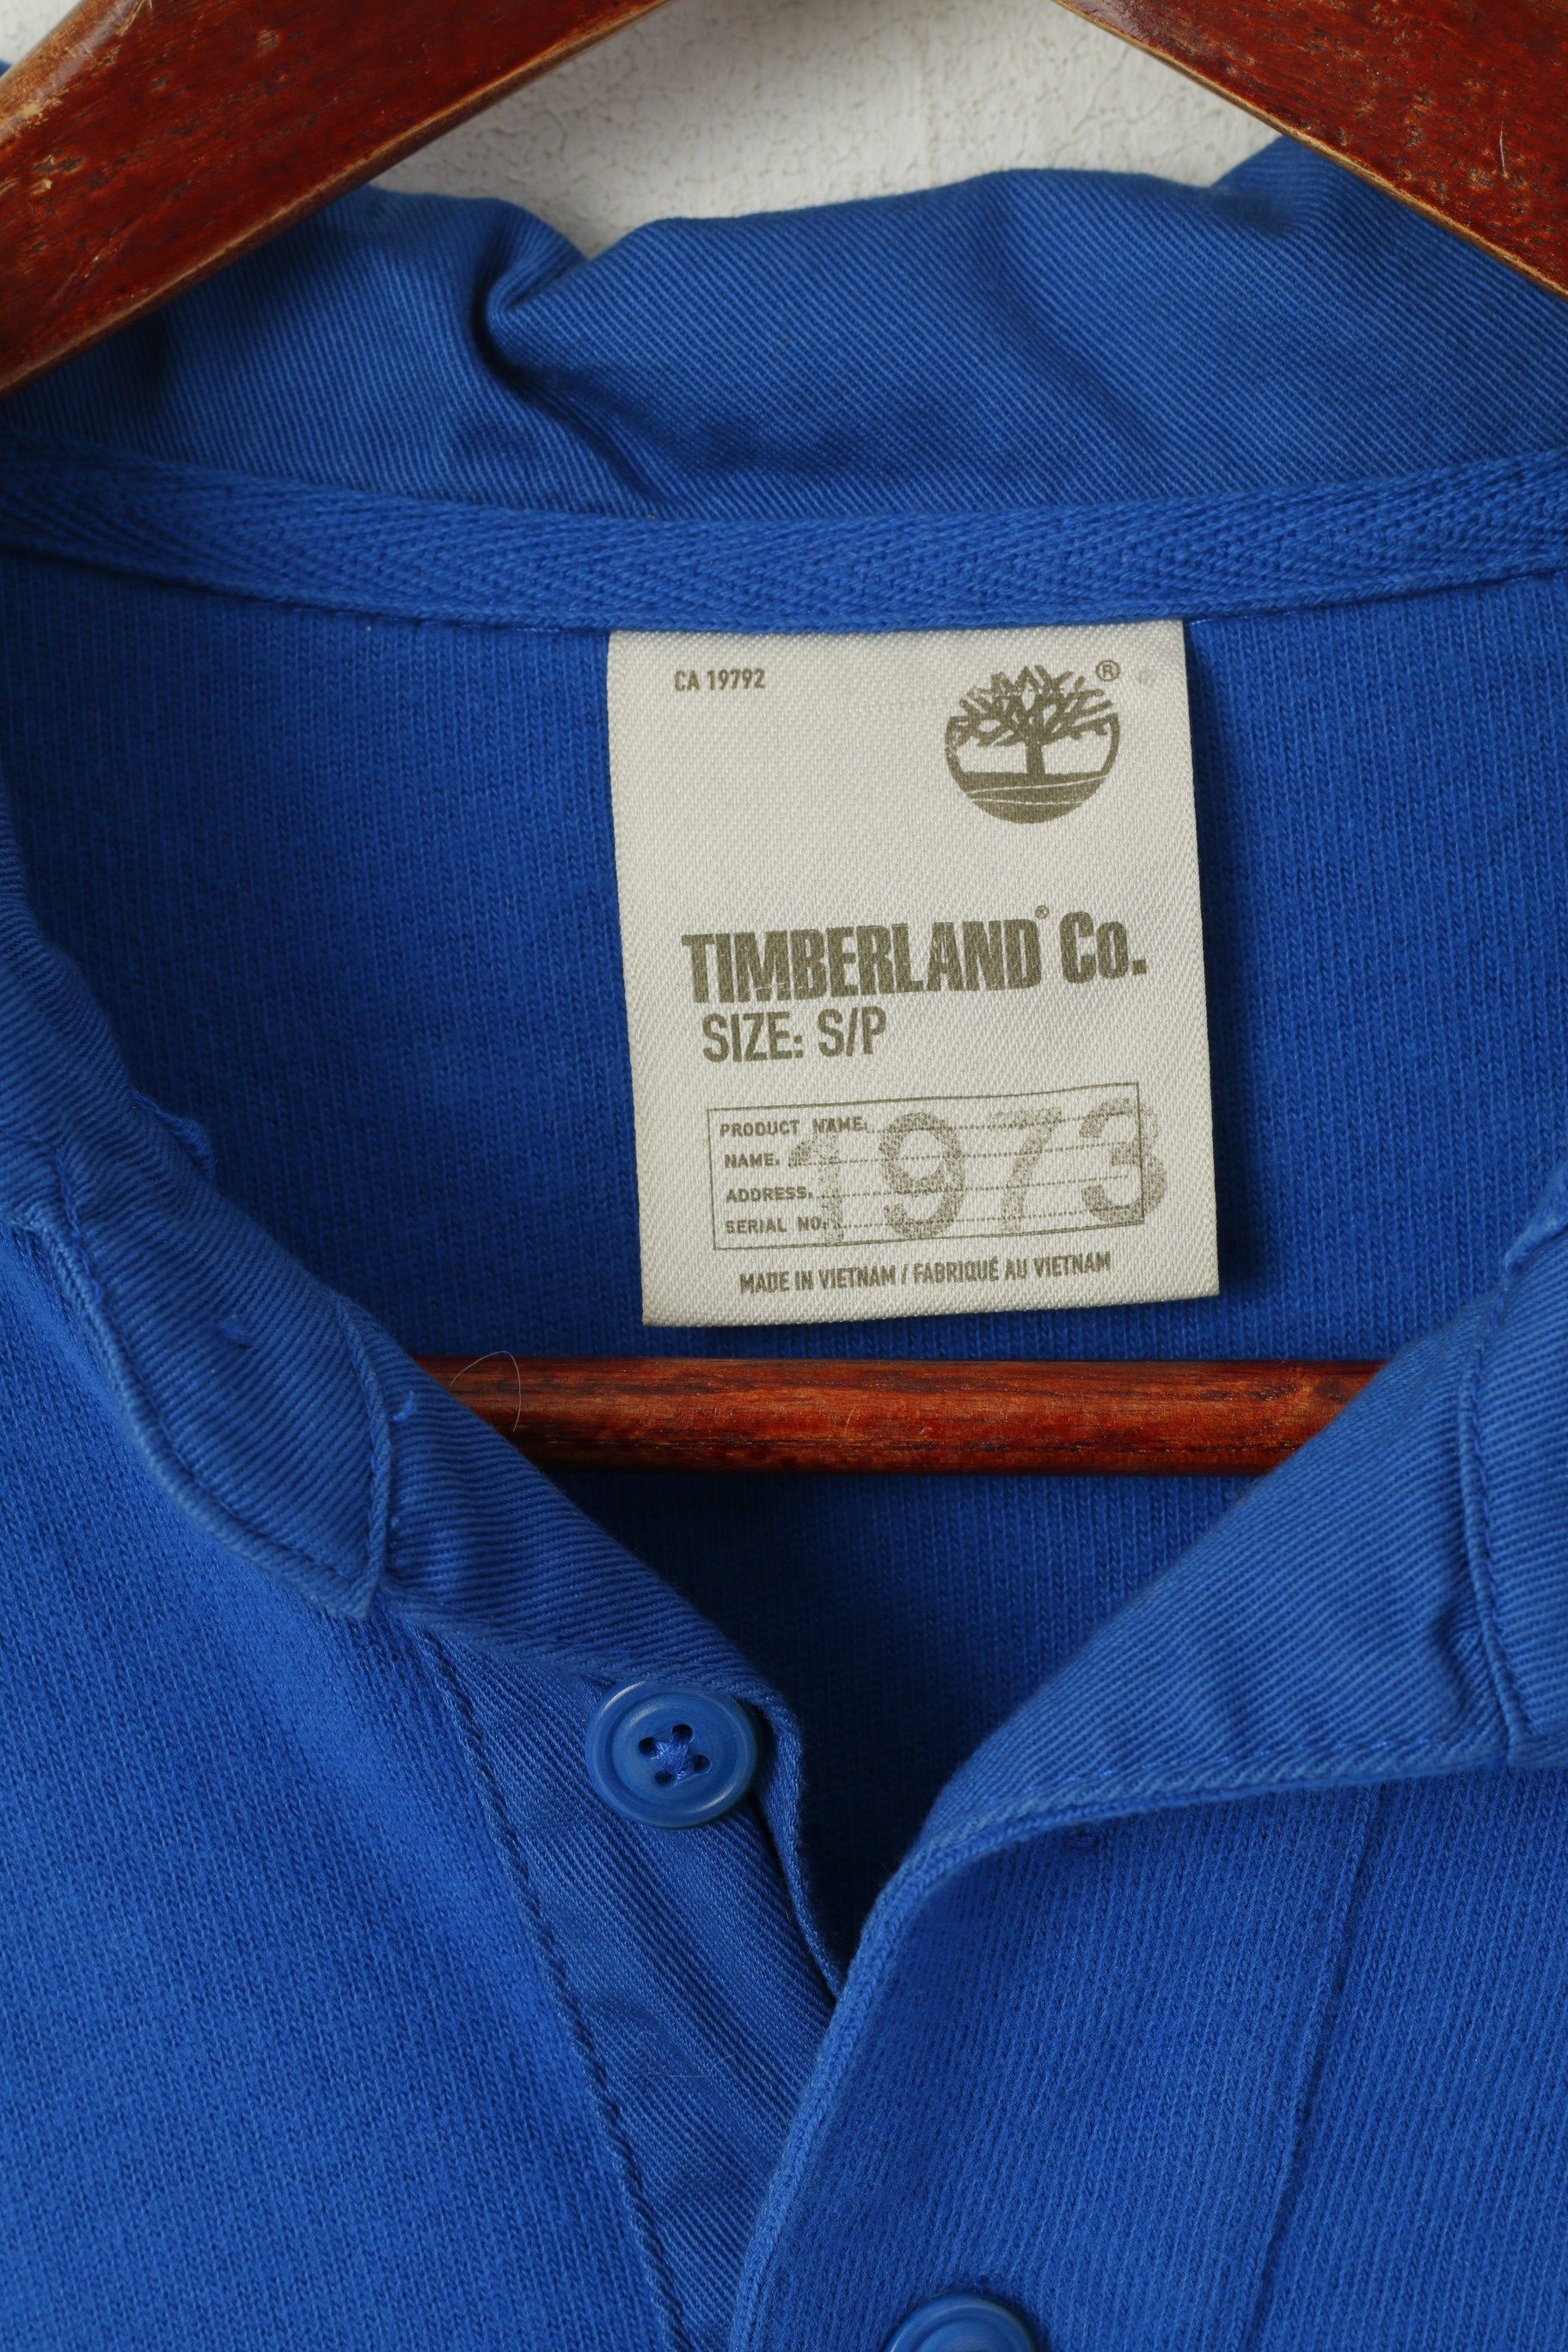 CA 19792
®
TIMBERLAND® Co.
SIZE: S/P
PRODUCT NAME:
NAME.
ADDRESS.
SERIAL NO.
1973
MADE IN VIETNAM / FABRIQUÉ AU VIETNAM